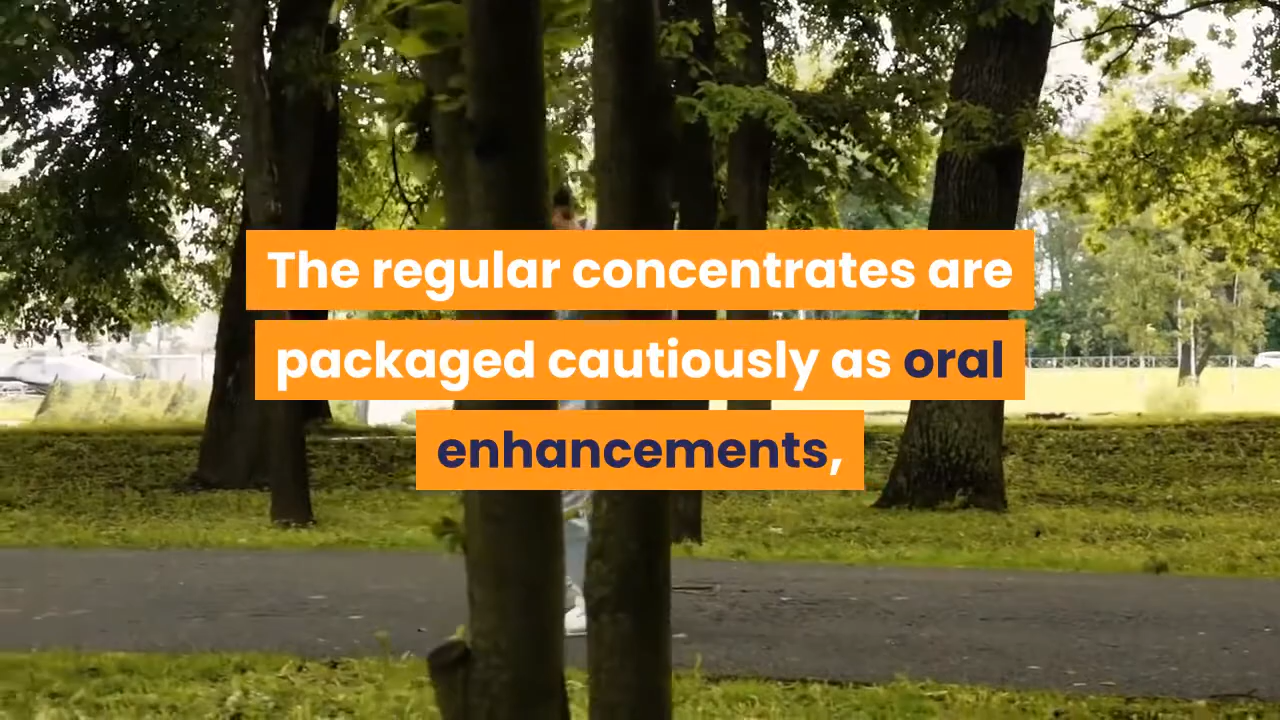 The regular concentrates are
packaged cautiously as oral
enhancements,